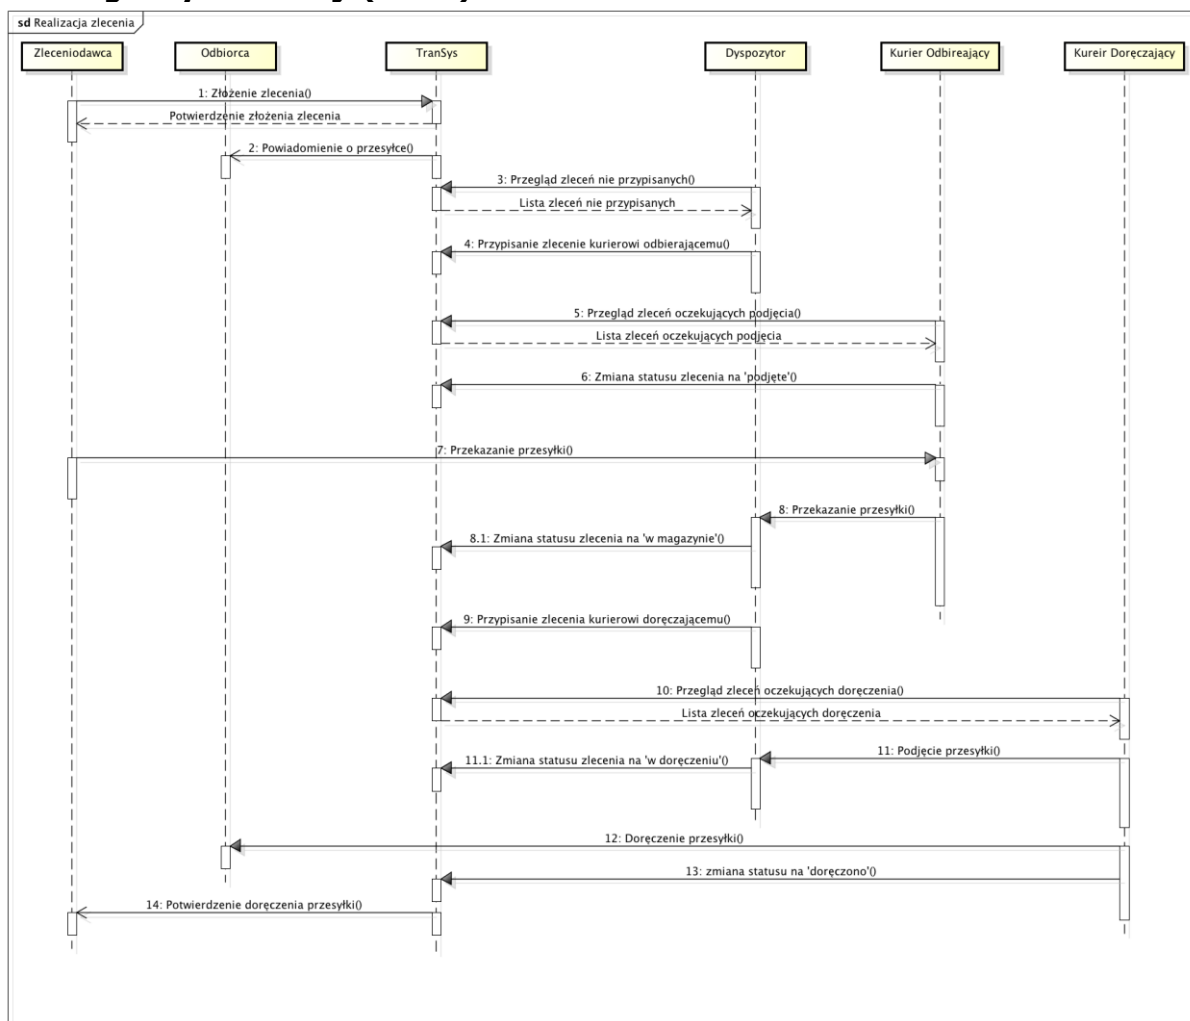 sd Realizacja zlecenia
Zleceniodawca
Odbiorca
TranSys
Dyspozytor
Kurier Odbireający
Kureir Doręczający
1: Złożenie zlecenia()
Potwierdzenie złożenia zlecenia
2: Powiadomienie o przesyłce()
3: Przegląd zleceń nie przypisanych()
Lista zleceń nie przypisanych
4: Przypisanie zlecenie kurierowi odbierającemu()
5: Przegląd zleceń oczekujących podjęcia()
Lista zleceń oczekujących podjęcia
6: Zmiana statusu zlecenia na 'podjęte'()
7: Przekazanie przesyłki()
8: Przekazanie przesyłki()
8.1: Zmiana statusu zlecenia na 'w magazynie'()
9: Przypisanie zlecenia kurierowi doręczającemu()
10: Przegląd zleceń oczekujących doręczenia()
Lista zleceń oczekujących doręczenia
11: Podjęcie przesyłki()
11.1: Zmiana statusu zlecenia na 'w doręczeniu'()
12: Doręczenie przesyłki()
13: zmiana statusu na 'doręczono'()
14: Potwierdzenie doręczenia przesyłki()